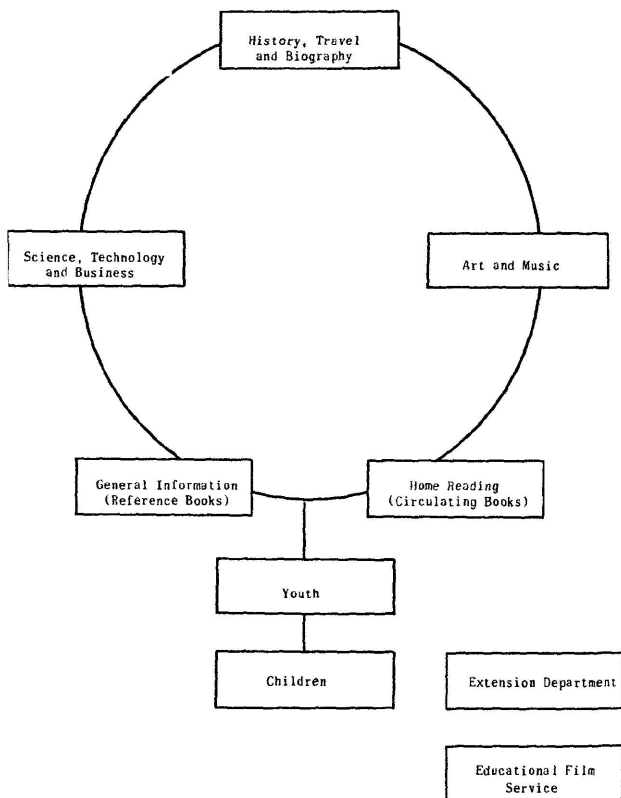 History, Travel
and Biography
Science, Technology
and Business
Art and Music
General Information
(Reference Books)
Home Reading
(Circulating Books)
Youth
Children
Extension Department
Educational Film
Service